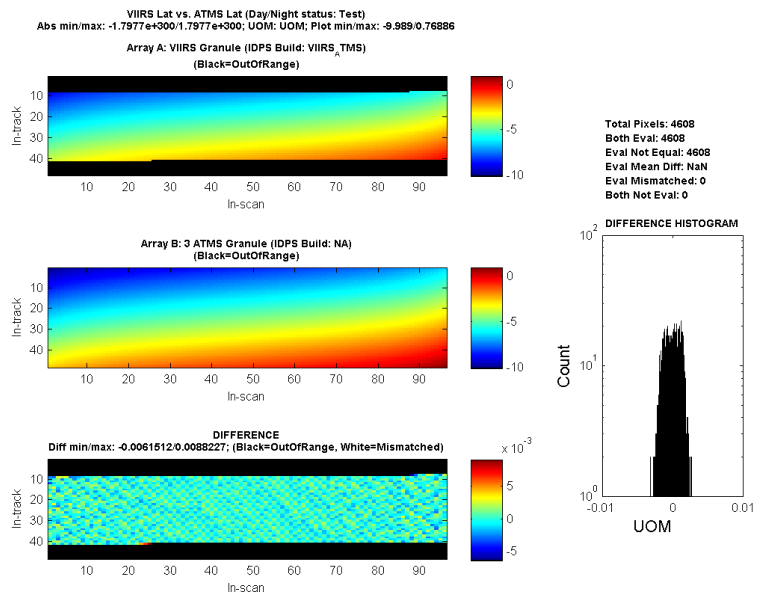 VIIRS Lat vs. ATMS Lat (Day/Night status: Test)
Abs min/max: -1.7977e+300/1.7977e+300; UOM: UOM; Plot min/max: -9.989/0.76886
Array A: VIIRS Granule (IDPS Build: VIIRS_ATMS)
(Black=OutOfRange)
In-track
10
20
30
40
10 20 30 40 50 60 70 80 90
In-scan
0
-5
-10
Array B: 3 ATMS Granule (IDPS Build: NA)
(Black=OutOfRange)
In-track
10
20
30
40
10 20 30 40 50 60 70 80 90
In-scan
0
-5
-10
DIFFERENCE
Diff min/max: -0.0061512/0.0088227; (Black=OutOfRange, White=Mismatched)
In-track
10
20
30
40
10 20 30 40 50 60 70 80 90
In-scan
x 10^-3
5
0
-5
Total Pixels: 4608
Both Eval: 4608
Eval Not Equal: 4608
Eval Mean Diff: NaN
Eval Mismatched: 0
Both Not Eval: 0
DIFFERENCE HISTOGRAM
Count
10^2
10^1
10^0
-0.01 0 0.01
UOM